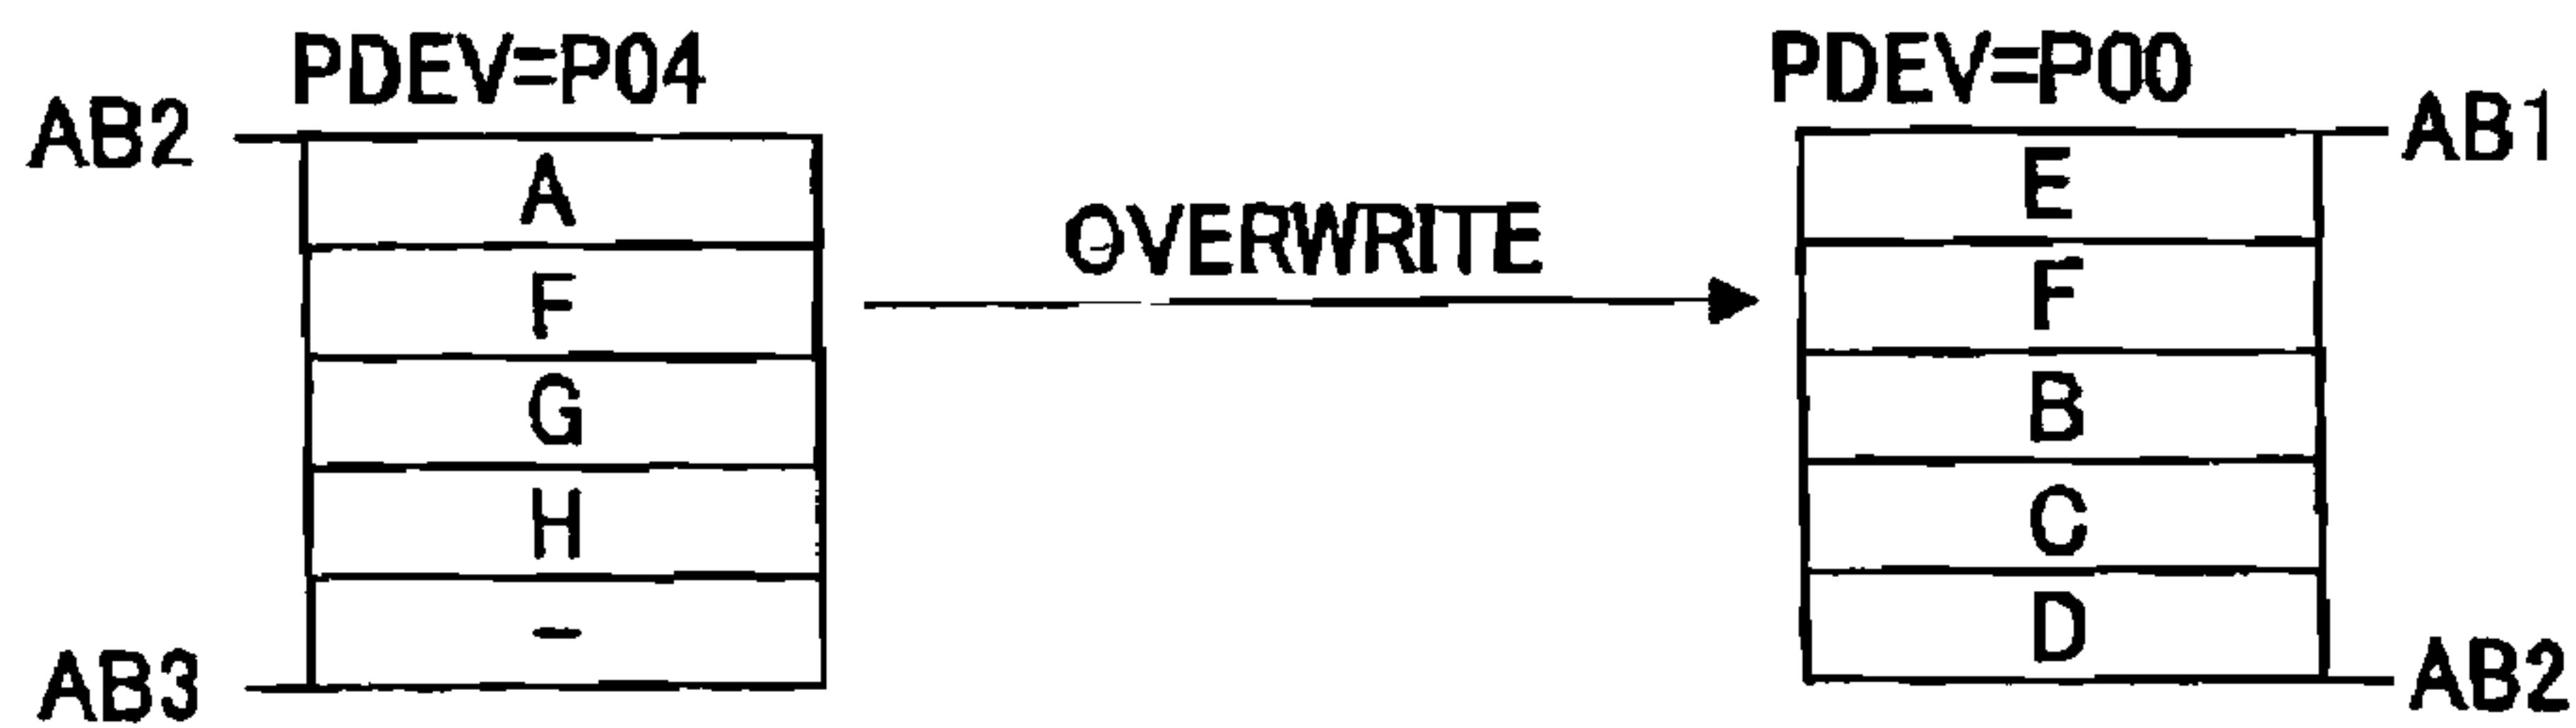 PDEV=P04
AB2
A
F
G
H
-
AB3
OVERWRITE
PDEV=P00
AB1
E
F
B
C
D
AB2